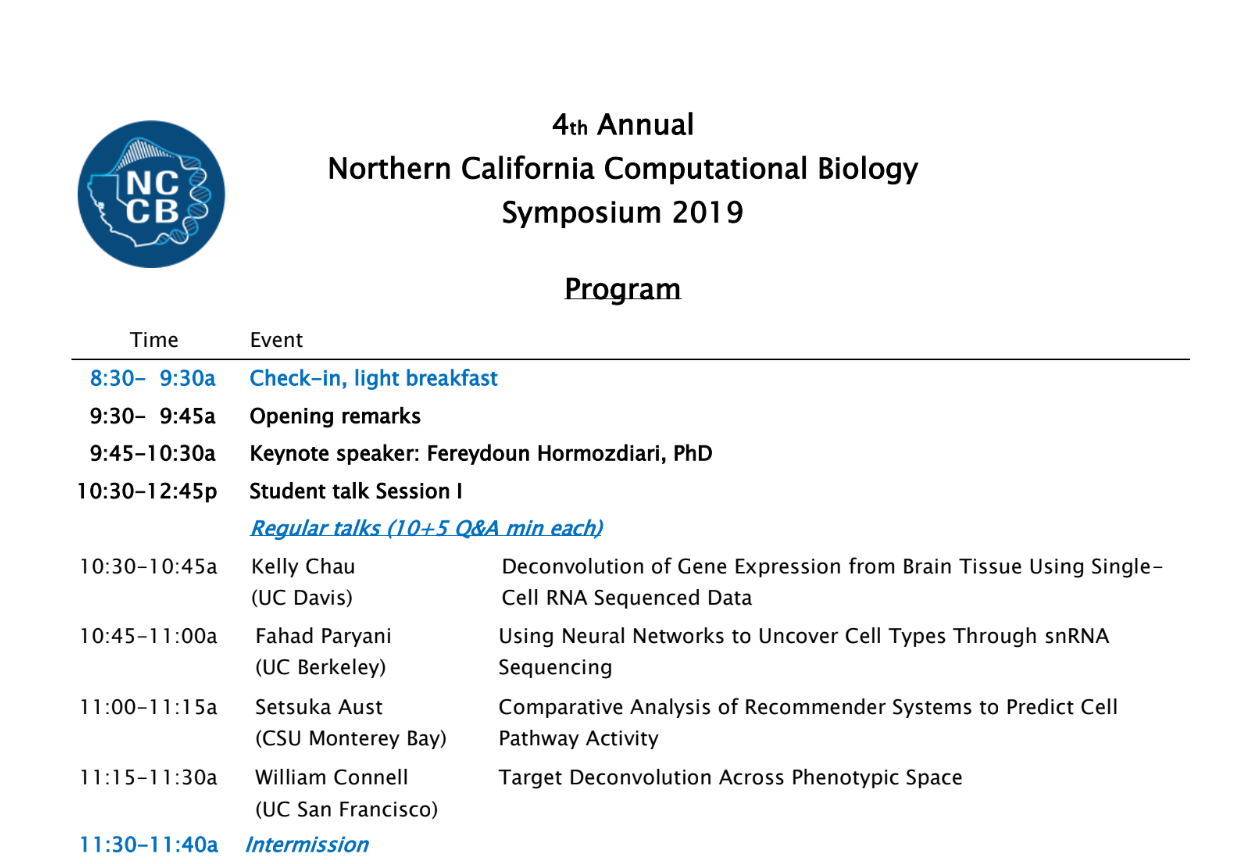 4th Annual
Northern California Computational Biology
Symposium 2019
NC
CB
Program
Time Event
8:30- 9:30a Check-in, light breakfast
9:30- 9:45a Opening remarks
9:45-10:30a Keynote speaker: Fereydoun Hormozdiari, PhD
10:30-12:45p Student talk Session I
Regular talks (10+5 Q&A min each)
10:30-10:45a Kelly Chau Deconvolution of Gene Expression from Brain Tissue Using Single-
(UC Davis) Cell RNA Sequenced Data
10:45-11:00a Fahad Paryani Using Neural Networks to Uncover Cell Types Through snRNA
(UC Berkeley) Sequencing
11:00-11:15a Setsuka Aust Comparative Analysis of Recommender Systems to Predict Cell
(CSU Monterey Bay) Pathway Activity
11:15-11:30a William Connell Target Deconvolution Across Phenotypic Space
(UC San Francisco)
11:30-11:40a Intermission